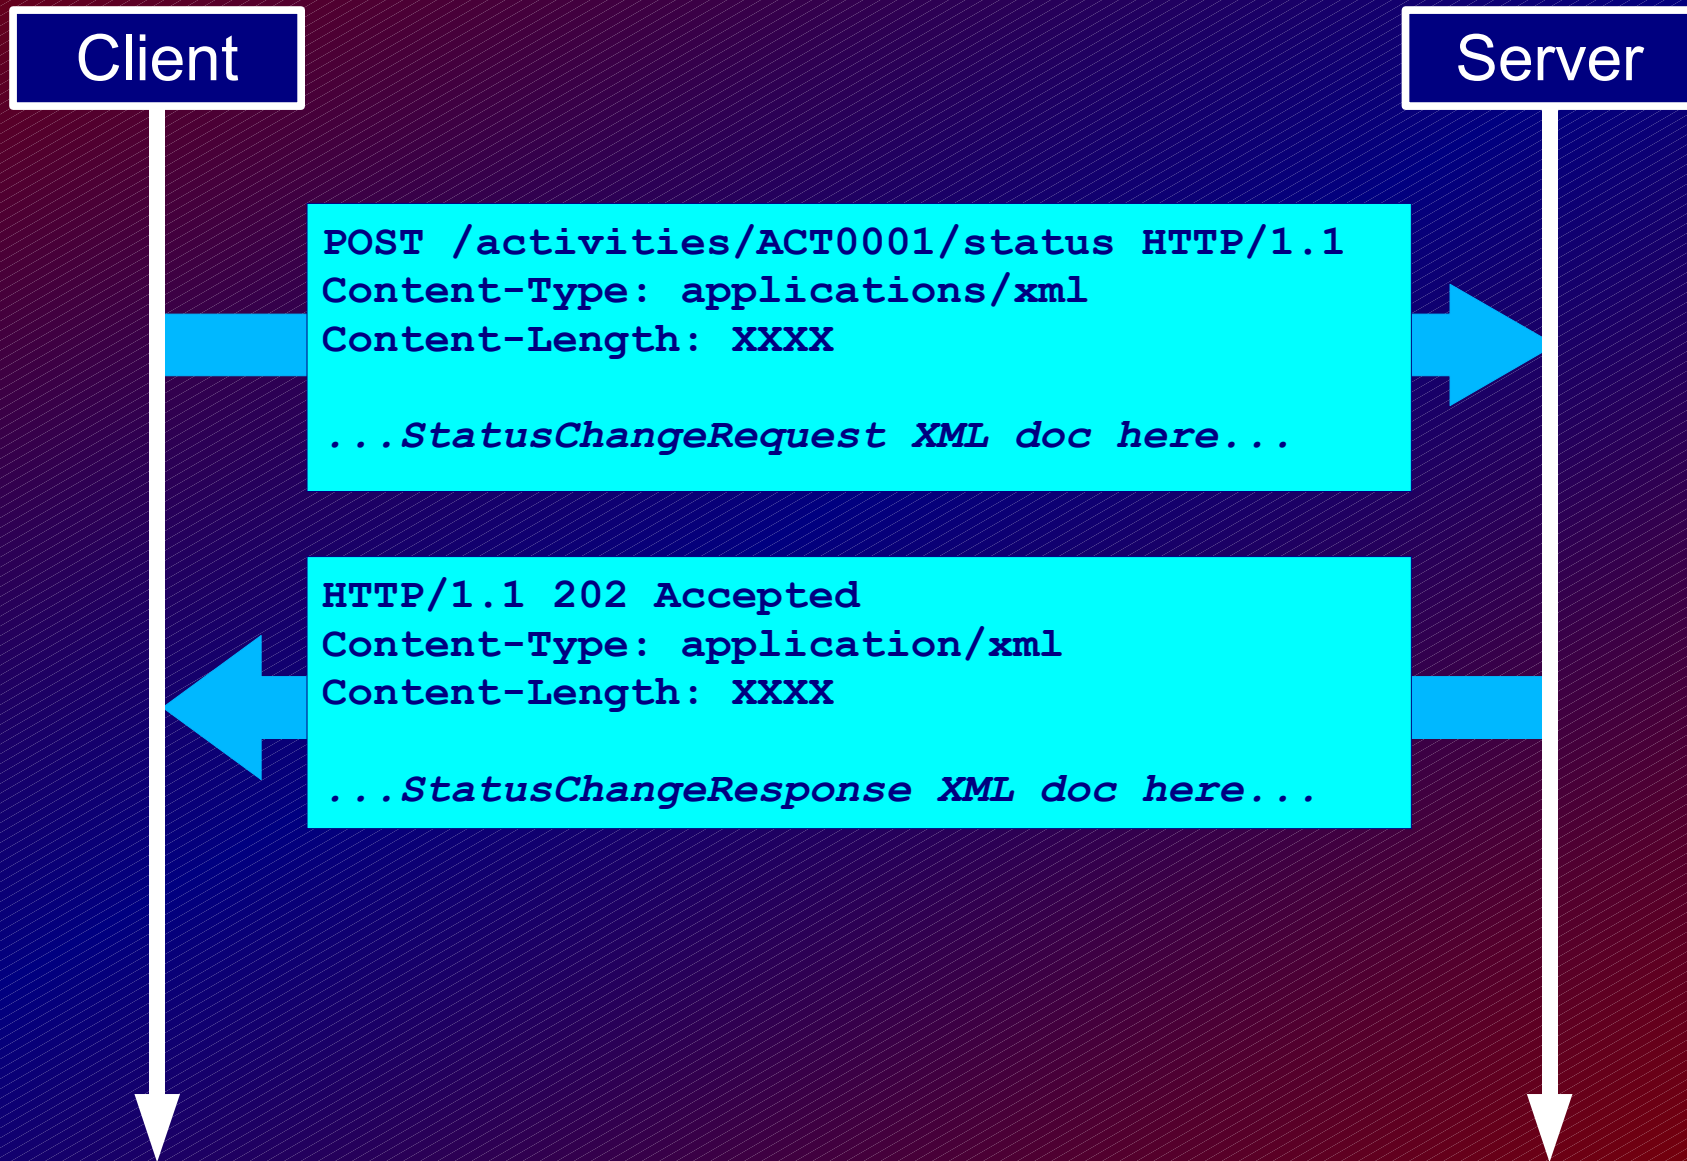 Client
Server
POST /activities/ACT0001/status HTTP/1.1
Content-Type: applications/xml
Content-Length: XXXX
...StatusChangeRequest XML doc here...
HTTP/1.1 202 Accepted
Content-Type: application/xml
Content-Length: XXXX
...StatusChangeResponse XML doc here...